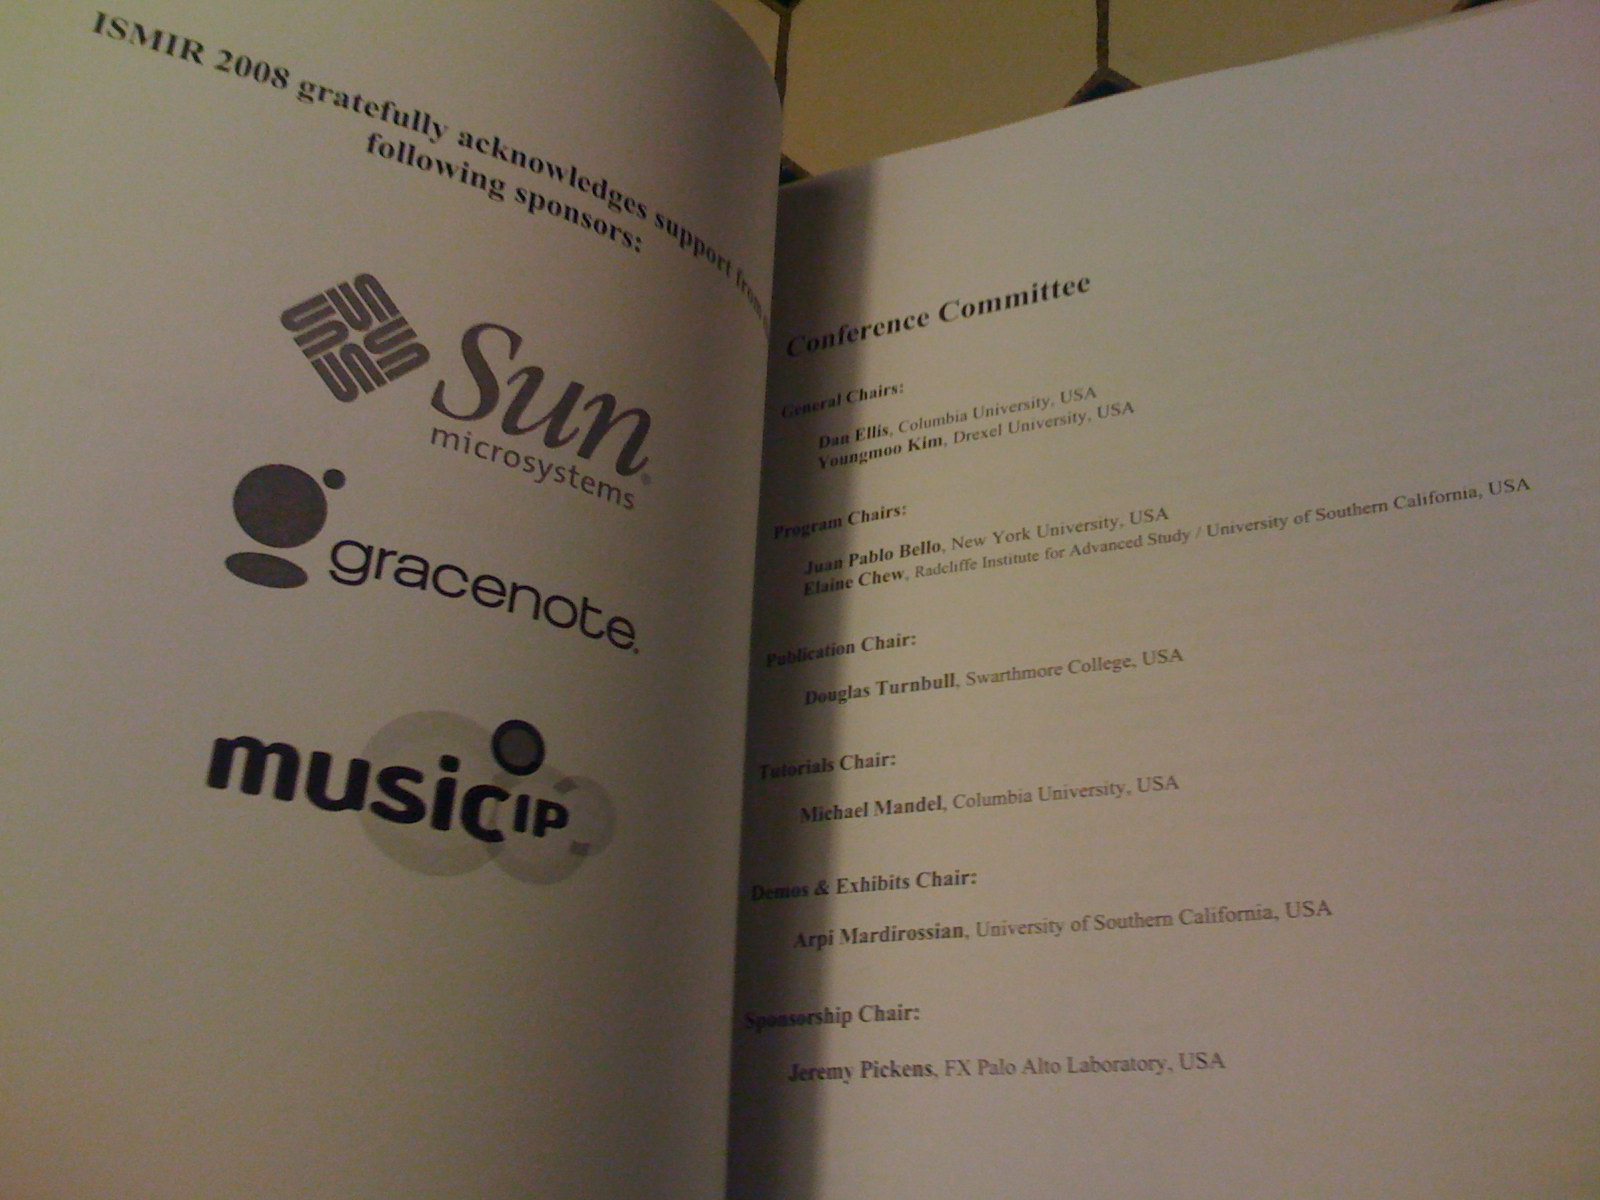 ISMIR 2008 gratefully acknowledges support from
following sponsors:
Sun
microsystems
gracenote
musicIP
Conference Committee
General Chairs:
Dan Ellis, Columbia University, USA
Youngmoo Kim, Drexel University, USA
Program Chairs:
Juan Pablo Bello, New York University, USA
Elaine Chew, Radcliffe Institute for Advanced Study / University of Southern California, USA
Publication Chair:
Douglas Turnbull, Swarthmore College, USA
Tutorials Chair:
Michael Mandel, Columbia University, USA
Demos & Exhibits Chair:
Arpi Mardirossian, University of Southern California, USA
Sponsorship Chair:
Jeremy Pickens, FX Palo Alto Laboratory, USA